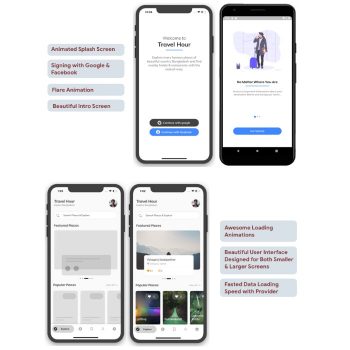 Animated Splash Screen
Signing with Google &
Facebook
Flare Animation
Beautiful Intro Screen
Welcome to
Travel Hour
Continue with google
Continue with facebook
No Matter Where You Are
Get Started
Travel Hour
Search Places & Explore
Featured Places
Popular Places
Explore
Travel Hour
Search Places & Explore
Featured Places
Popular Places
Explore
Awesome Loading
Animations
Beautiful User Interface
Designed for Both Smaller
& Larger Screens
Fasted Data Loading
Speed with Provider